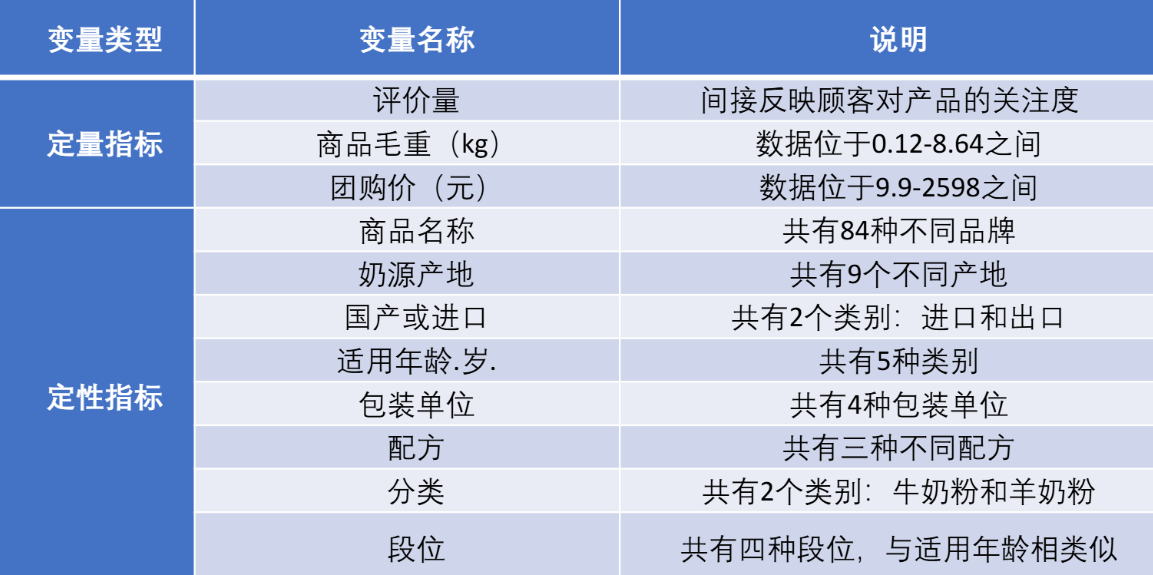 变量类型 变量名称 说明
定量指标 评价量 间接反映顾客对产品的关注度
商品毛重（kg） 数据位于0.12-8.64之间
团购价（元） 数据位于9.9-2598之间
定性指标 商品名称 共有84种不同品牌
奶源产地 共有9个不同产地
国产或进口 共有2个类别：进口和出口
适用年龄.岁. 共有5种类别
包装单位 共有4种包装单位
配方 共有三种不同配方
分类 共有2个类别：牛奶粉和羊奶粉
段位 共有四种段位，与适用年龄相类似